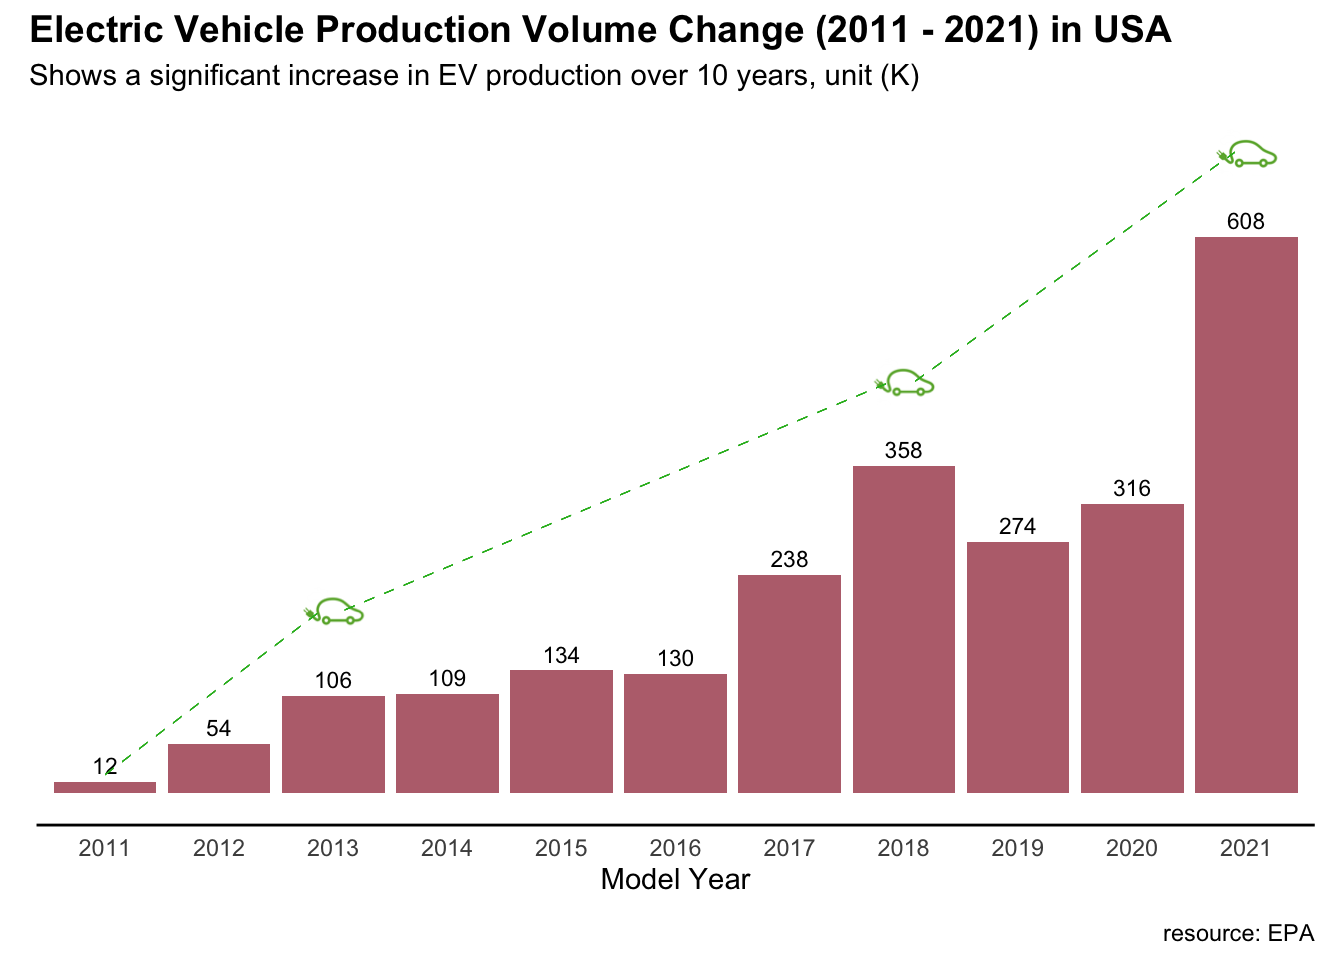 Electric Vehicle Production Volume Change (2011 - 2021) in USA
Shows a significant increase in EV production over 10 years, unit (K)
608
358
316
274
238
134
130
106
109
54
12
2011 2012 2013 2014 2015 2016 2017 2018 2019 2020 2021
Model Year
resource: EPA